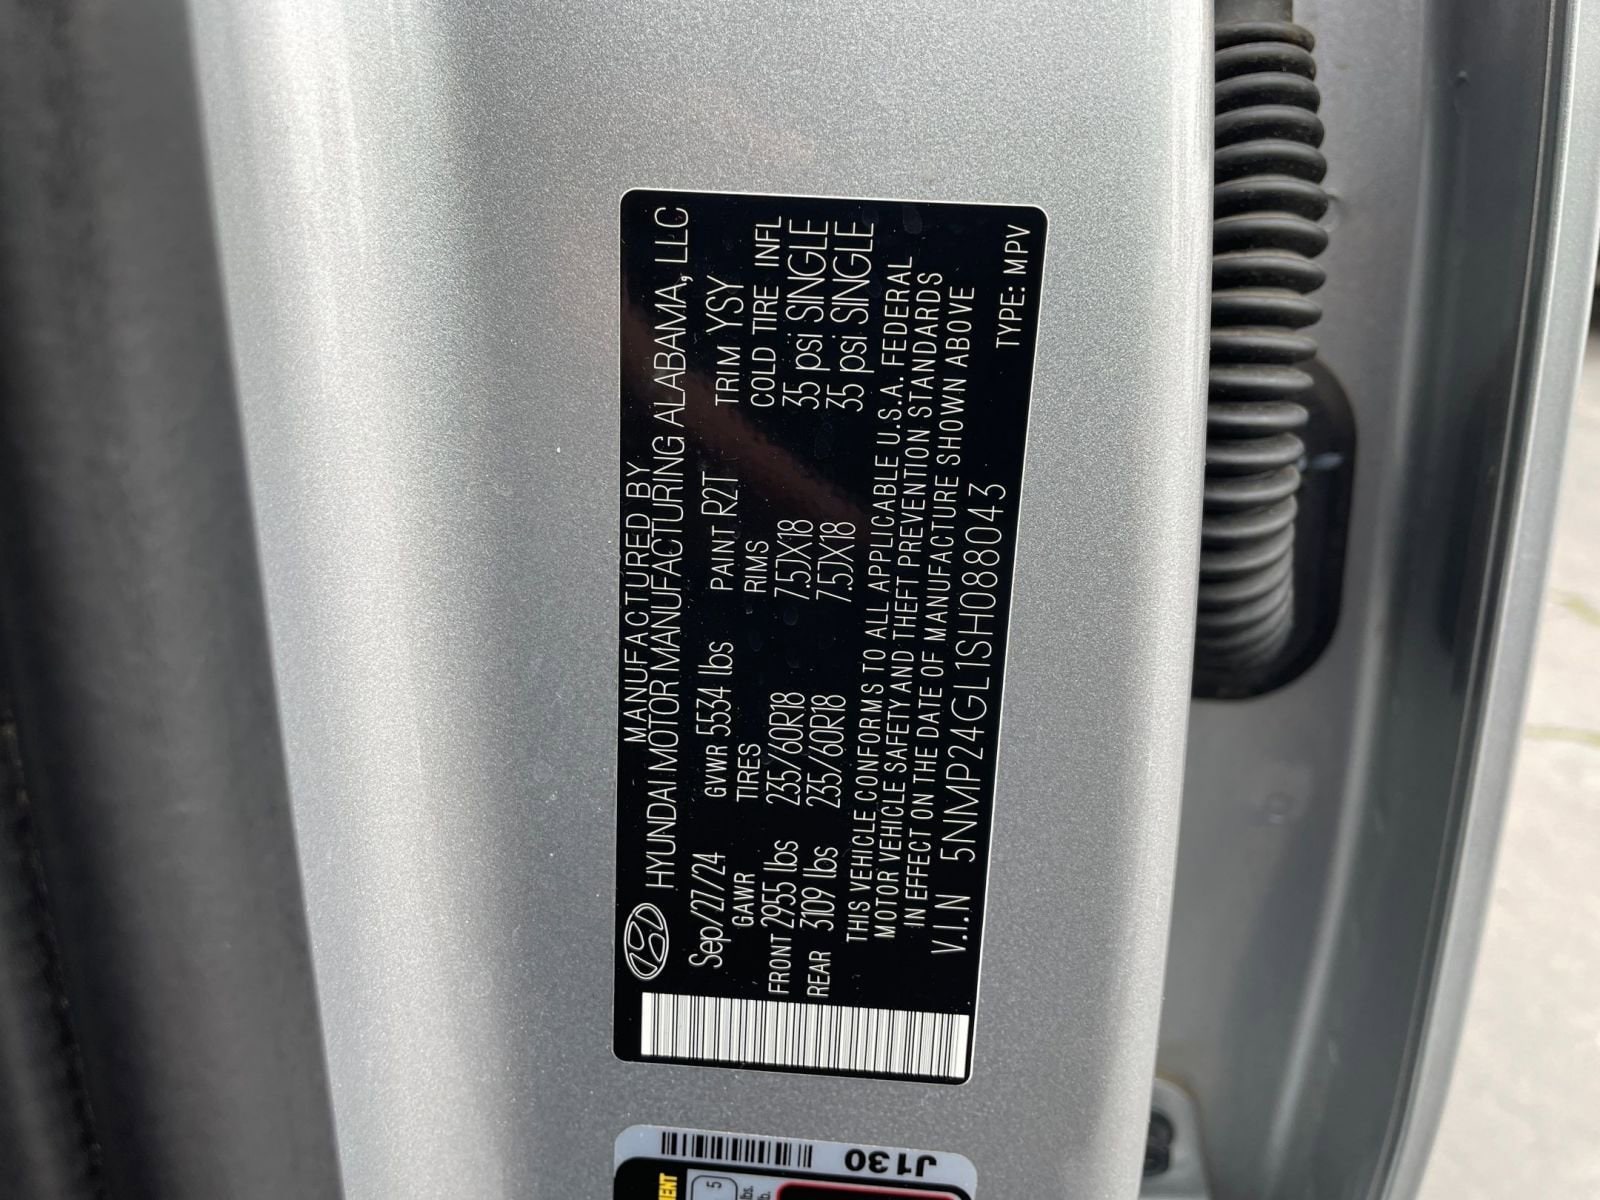 MANUFACTURED BY
HYUNDAI MOTOR MANUFACTURING ALABAMA, LLC
Sep/27/24 GVWR 5534 lbs PAINT R2T TRIM YSY
GAWR TIRES RIMS COLD TIRE INFL
FRONT 2955 lbs 235/60R18 7.5JX18 35 psi SINGLE
REAR 3109 lbs 235/60R18 7.5JX18 35 psi SINGLE
THIS VEHICLE CONFORMS TO ALL APPLICABLE U.S.A. FEDERAL
MOTOR VEHICLE SAFETY AND THEFT PREVENTION STANDARDS
IN EFFECT ON THE DATE OF MANUFACTURE SHOWN ABOVE
V.I.N 5NMP24GL1SH088043 TYPE: MPV
J130
5